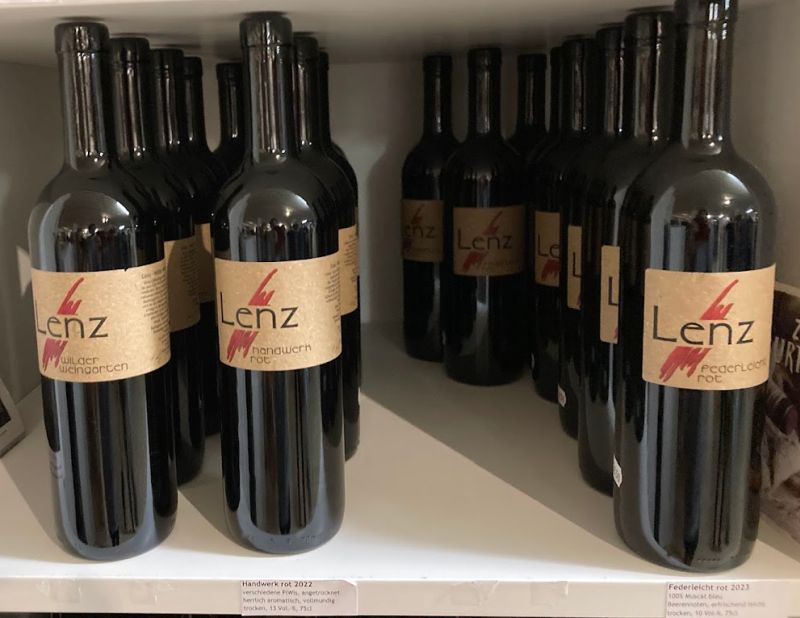 Lenz
wilder
weingarten
Lenz
handwerk
rot
Lenz
Lenz
Lenz
federleicht
rot
Handwerk rot 2022
verschiedene PIWIs, angetrocknet
herrlich aromatisch, vollmundig
trocken, 13 Vol.-%, 75cl
Federleicht rot 2023
100% Muscat bleu
Beerennoten, erfrischend leicht
trocken, 10 Vol.-%, 75cl